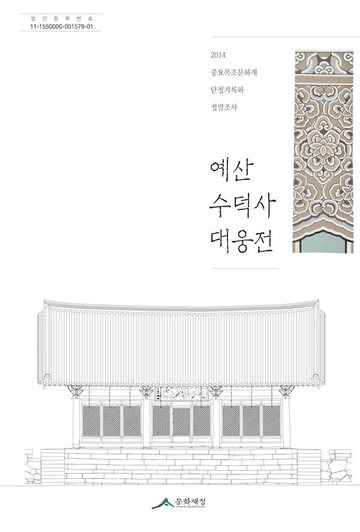 발간등록번호
11-1550000-001579-01
2014
중요목조문화재
단청기록화
정밀조사
예산
수덕사
대웅전
문화재청